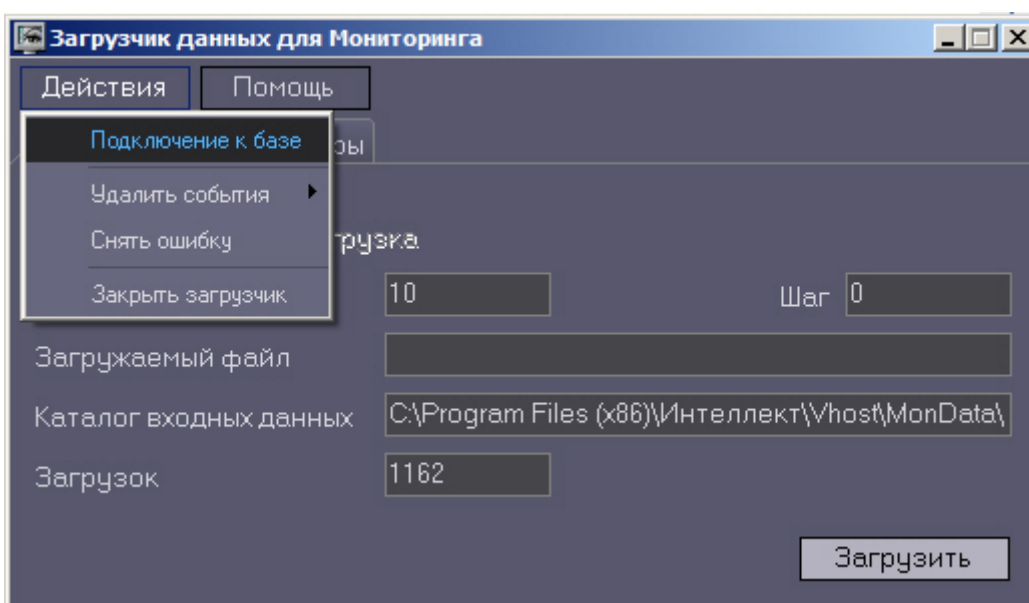 Загрузчик данных для Мониторинга
Действия Помощь
Подключение к базе
Удалить события
Снять ошибку
Закрыть загрузчик
10 Шаг 0
Загружаемый файл
Каталог входных данных C:\Program Files (x86)\Интеллект\Vhost\MonData\
Загрузок 1162
Загрузить